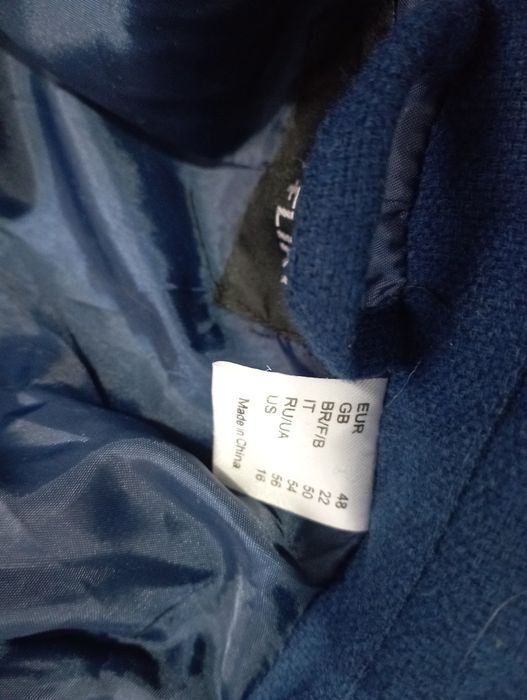 EUR 48
GB 22
BR/F/B 50
IT 54
RU/UA 56
US 16
Made in China